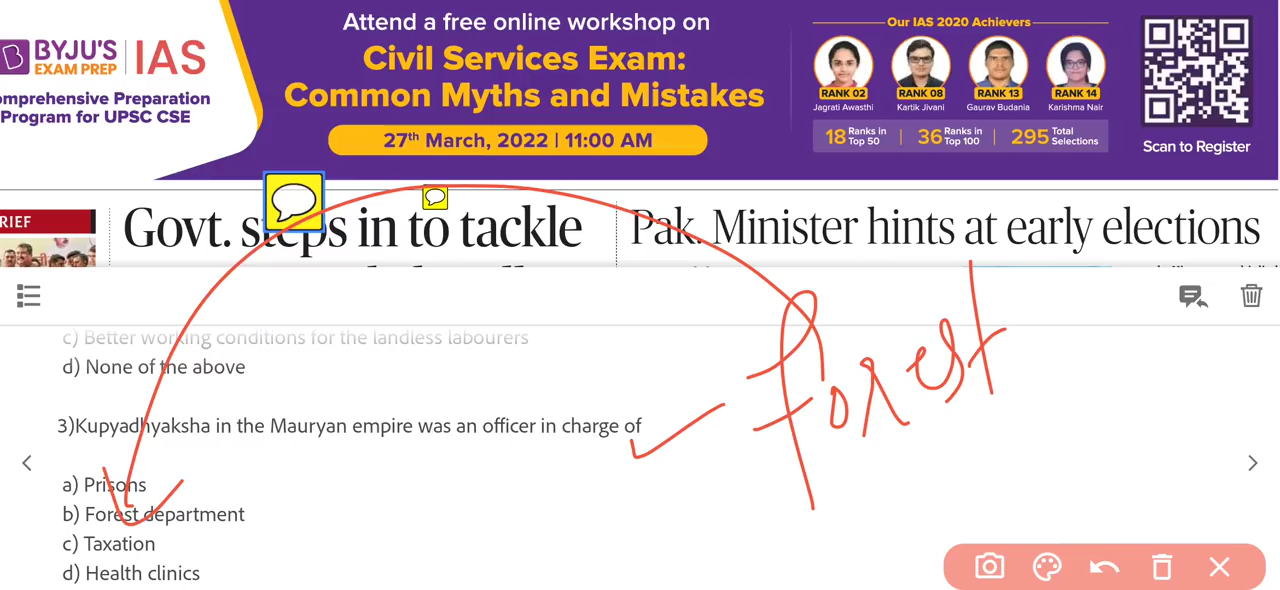 BYJU'S
EXAM PREP
IAS
omprehensive Preparation
Program for UPSC CSE
Attend a free online workshop on
Civil Services Exam:
Common Myths and Mistakes
27th March, 2022 | 11:00 AM
Our IAS 2020 Achievers
RANK 02
Jagrati Awasthi
RANK 08
Kartik Jivani
RANK 13
Gaurav Budania
RANK 14
Karishma Nair
18 Ranks in Top 50 | 36 Ranks in Top 100 | 295 Total Selections
Scan to Register
RIEF
Govt. steps in to tackle
Pak. Minister hints at early elections
c) Better working conditions for the landless labourers
d) None of the above
3)Kupyadhyaksha in the Mauryan empire was an officer in charge of
Forest
a) Prisons
b) Forest department
c) Taxation
d) Health clinics